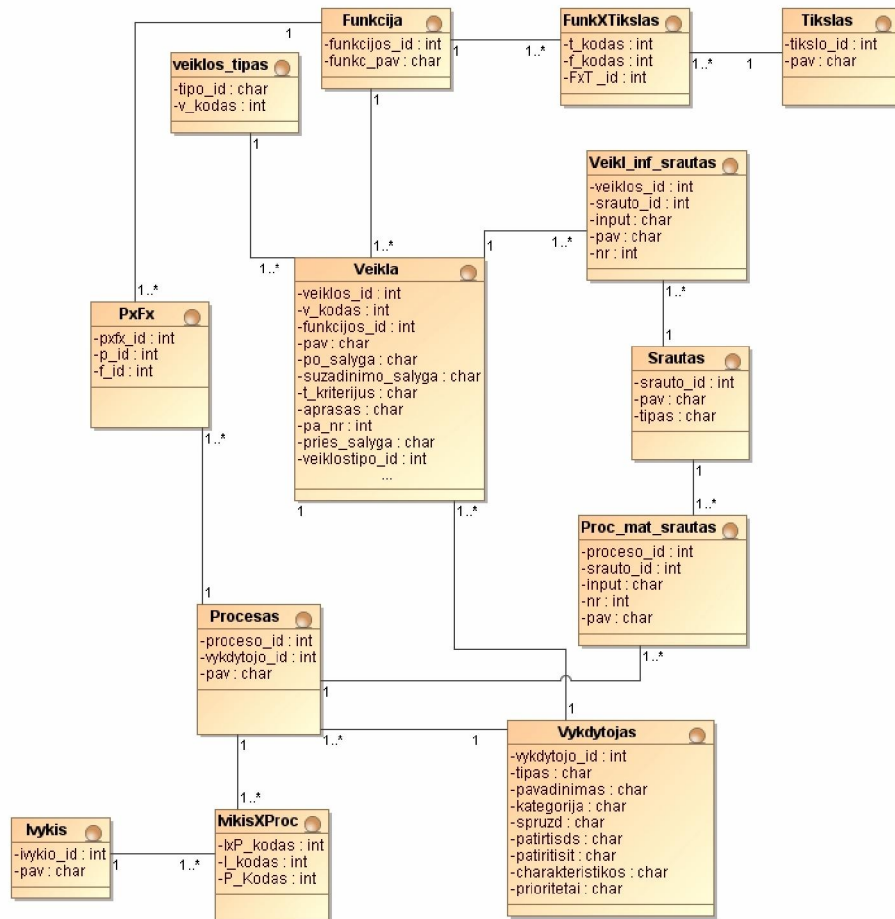 Funkcija
-funkcijos_id : int
-funkc_pav : char
FunkXTikslas
-t_kodas : int
-f_kodas : int
-FxT_id : int
Tikslas
-tikslo_id : int
-pav : char
1
1
1..*
1..*
1
veiklos_tipas
-tipo_id : char
-v_kodas : int
1
1
Veikl_inf_srautas
-veiklos_id : int
-srauto_id : int
-input : char
-pav : char
-nr : int
1..*
1..*
1
1..*
1..*
Veikla
-veiklos_id : int
-v_kodas : int
-funkcijos_id : int
-pav : char
-po_salyga : char
-suzadinimo_salyga : char
-t_kriterijus : char
-aprasas : char
-pa_nr : int
-pries_salyga : char
-veiklostipo_id : int
...
1
1..*
1..*
PxFx
-pxfx_id : int
-p_id : int
-f_id : int
1..*
1
Srautas
-srauto_id : int
-pav : char
-tipas : char
1
1..*
Proc_mat_srautas
-proceso_id : int
-srauto_id : int
-input : char
-nr : int
-pav : char
1..*
1
Procesas
-proceso_id : int
-vykdytojo_id : int
-pav : char
1
1..*
1
1
1
Vykdytojas
-vykdytojo_id : int
-tipas : char
-pavadinimas : char
-kategorija : char
-spruzd : char
-patirtisds : char
-patiritisit : char
-charakteristikos : char
-prioritetai : char
1..*
IvikisXProc
-IxP_kodas : int
-I_kodas : int
-P_Kodas : int
Ivykis
-ivykio_id : int
-pav : char
1
1..*